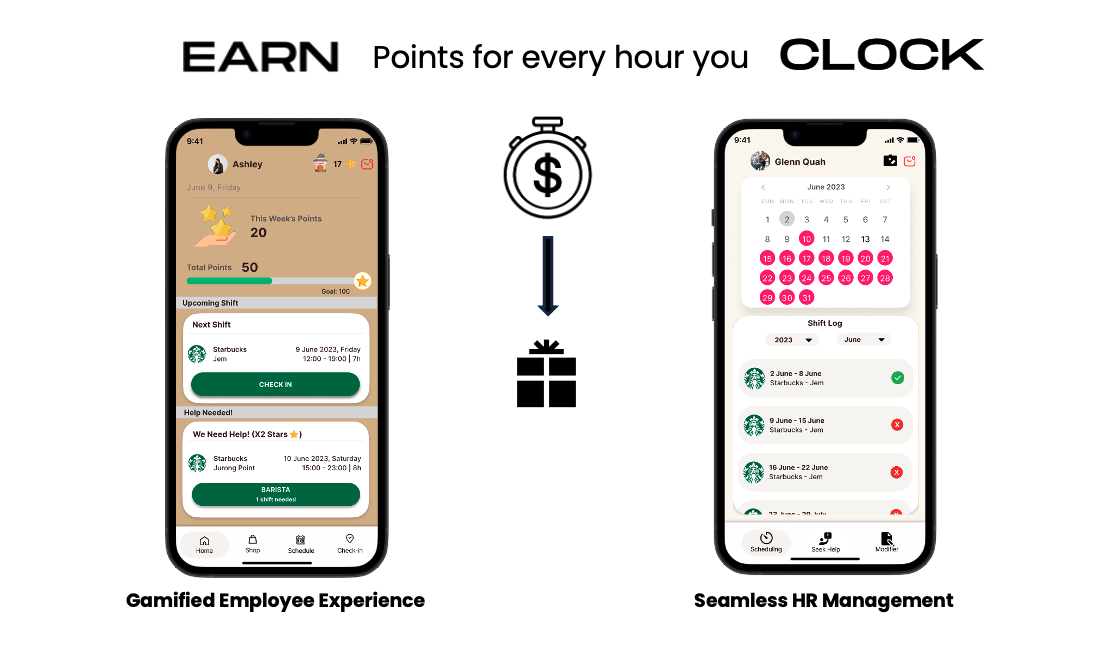 EARN Points for every hour you CLOCK
9:41
Ashley
17
June 9, Friday
This Week's Points
20
Total Points 50
Goal: 100
Upcoming Shift
Next Shift
Starbucks 9 June 2023, Friday
Jem 12:00 - 19:00 | 7h
CHECK IN
Help Needed!
We Need Help! (X2 Stars ⭐)
Starbucks 10 June 2023, Saturday
Jurong Point 15:00 - 23:00 | 8h
BARISTA
1 shift needed
Home Shop Schedule Check-in
Gamified Employee Experience
$
9:41
Glenn Quah
< June 2023 >
SUN MON TUE WED THU FRI SAT
1 2 3 4 5 6 7
8 9 10 11 12 13 14
15 16 17 18 19 20 21
22 23 24 25 26 27 28
29 30 31
Shift Log
2023 June
2 June - 8 June
Starbucks - Jem
9 June - 15 June
Starbucks - Jem
X
16 June - 22 June
Starbucks - Jem
X
Scheduling Seek Help Modifier
Seamless HR Management